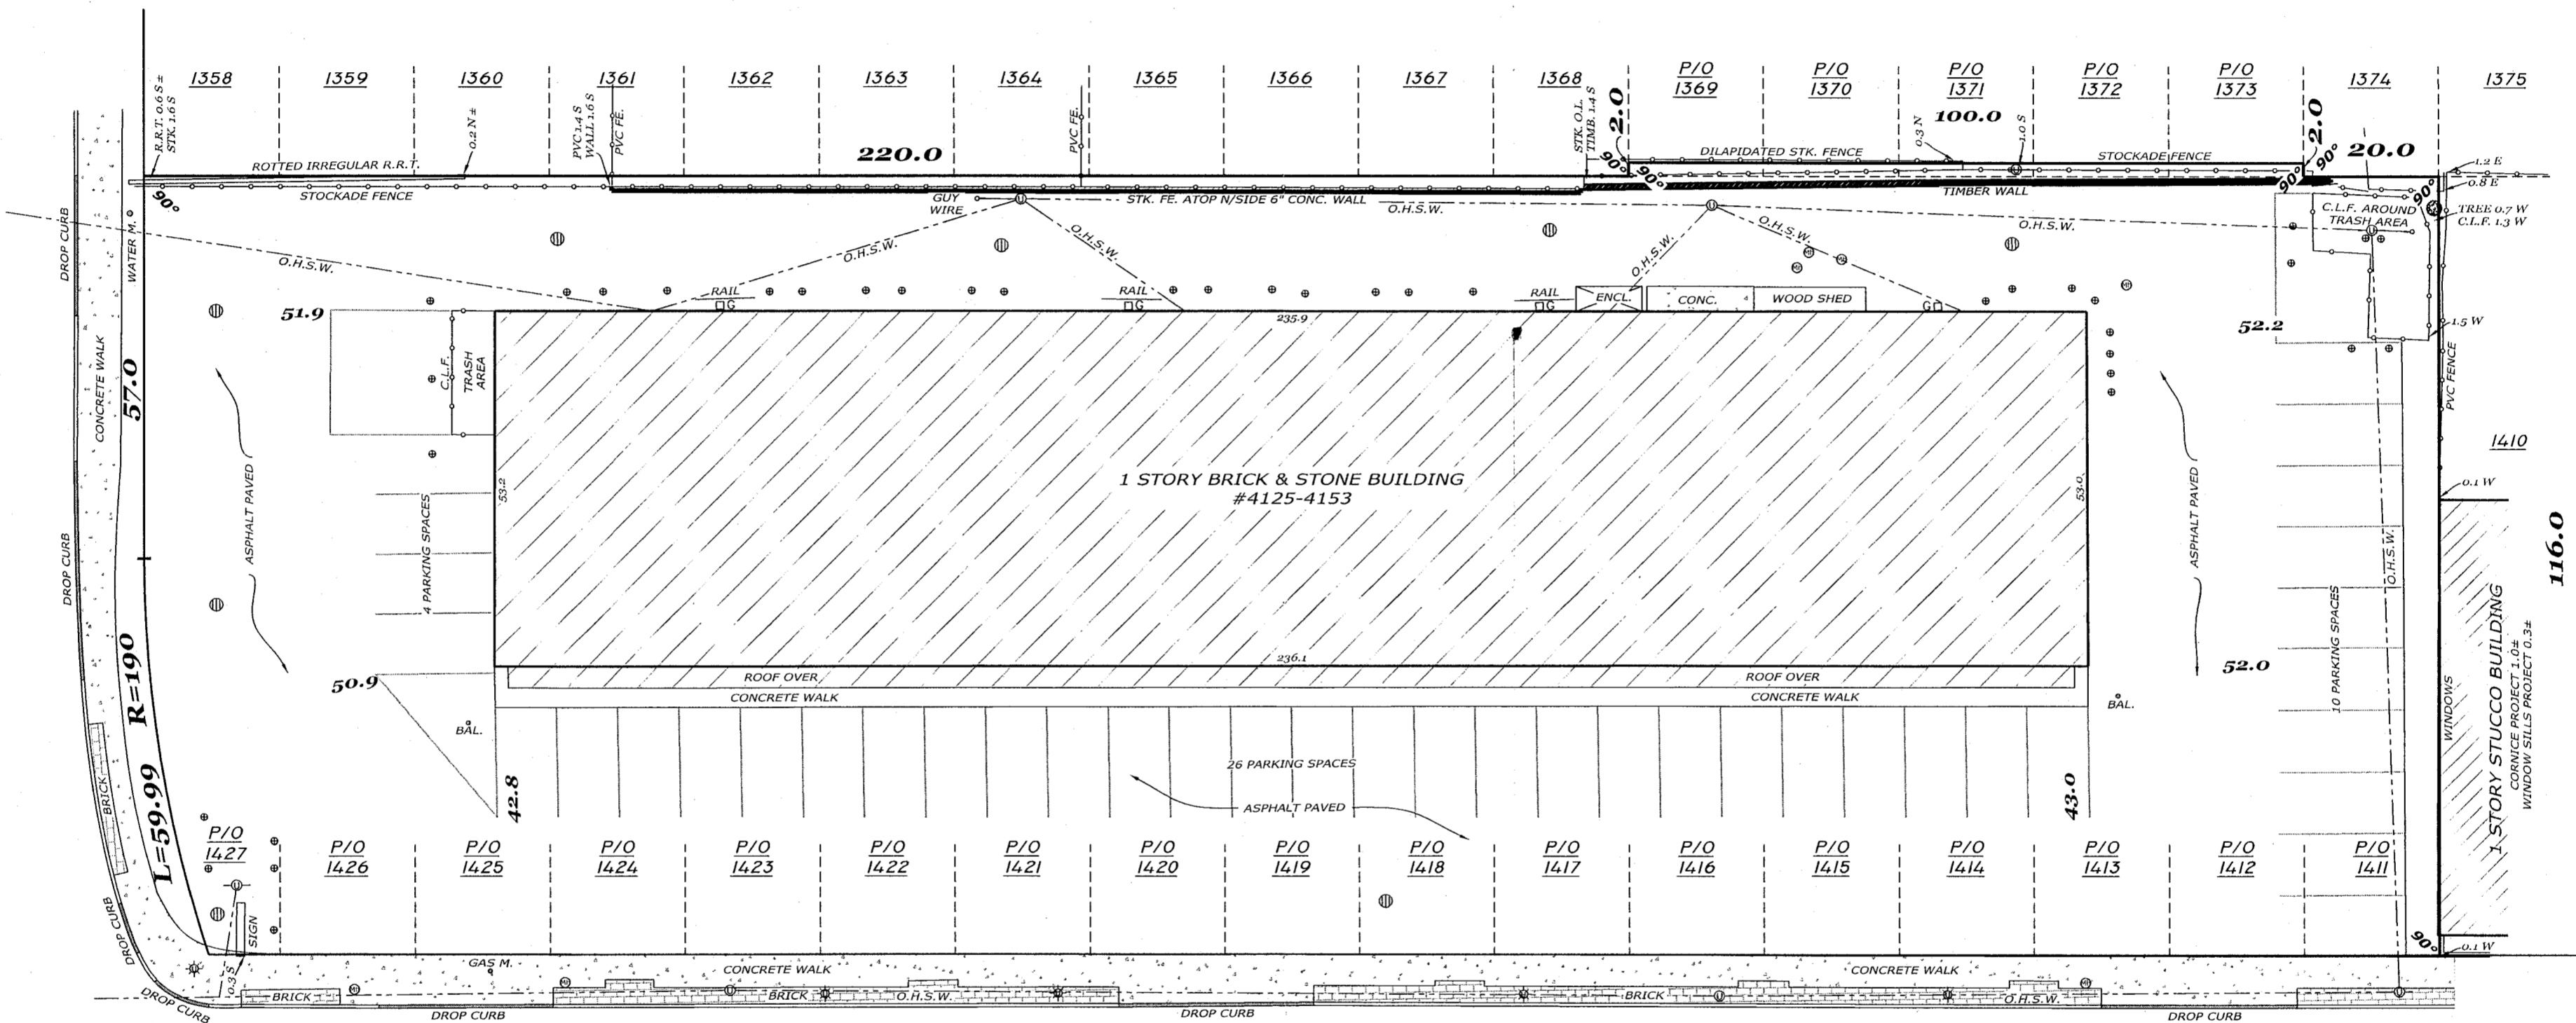 1358
1359
1360
1361
1362
1363
1364
1365
1366
1367
1368
P/O
1369
P/O
1370
P/O
1371
P/O
1372
P/O
1373
1374
1375
R.R.T. 0.6 S ±
STK. 1.6 S
0.2 N ±
PVC 1.4 S
WALL 1.6 S
PVC FE.
PVC FE.
STK. O.L.
TIMB. 1.4 S
2.0
0.3 N
100.0
1.0 S
2.0
20.0
220.0
ROTTED IRREGULAR R.R.T.
STOCKADE FENCE
DILAPIDATED STK. FENCE
STOCKADE FENCE
90°
90°
90°
90°
90°
90°
TIMBER WALL
1.2 E
0.8 E
TREE 0.7 W
C.L.F. 1.3 W
GUY
WIRE
STK. FE. ATOP N/SIDE 6" CONC. WALL
O.H.S.W.
O.H.S.W.
C.L.F. AROUND
TRASH AREA
DROP CURB
WATER M.
O.H.S.W.
O.H.S.W.
O.H.S.W.
O.H.S.W.
O.H.S.W.
RAIL
G
RAIL
G
RAIL
G
ENCL.
CONC.
WOOD SHED
G
51.9
235.9
52.2
1.5 W
CONCRETE WALK
57.0
C.L.F.
TRASH
AREA
PVC FENCE
1410
0.1 W
ASPHALT PAVED
4 PARKING SPACES
53.2
1 STORY BRICK & STONE BUILDING
#4125-4153
53.0
ASPHALT PAVED
O.H.S.W.
116.0
DROP CURB
10 PARKING SPACES
1 STORY STUCCO BUILDING
CORNICE PROJECT 1.0±
WINDOW SILLS PROJECT 0.3±
WINDOWS
R=190
L=59.99
50.9
236.1
52.0
ROOF OVER
ROOF OVER
CONCRETE WALK
CONCRETE WALK
BAL.
BAL.
BRICK
42.8
26 PARKING SPACES
ASPHALT PAVED
43.0
P/O
1427
P/O
1426
P/O
1425
P/O
1424
P/O
1423
P/O
1422
P/O
1421
P/O
1420
P/O
1419
P/O
1418
P/O
1417
P/O
1416
P/O
1415
P/O
1414
P/O
1413
P/O
1412
P/O
1411
DROP CURB
SIGN
0.3 S
90°
0.1 W
GAS M.
CONCRETE WALK
CONCRETE WALK
BRICK
BRICK
O.H.S.W.
BRICK
O.H.S.W.
DROP CURB
DROP CURB
DROP CURB
DROP CURB